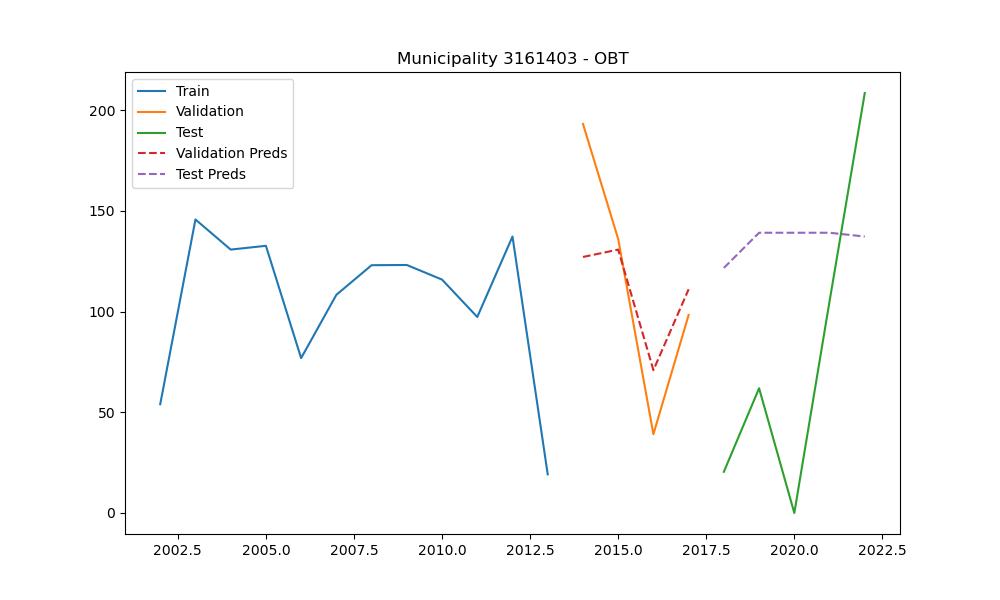 Municipality 3161403 - OBT
Train
Validation
Test
Validation Preds
Test Preds
200
150
100
50
0
2002.5 2005.0 2007.5 2010.0 2012.5 2015.0 2017.5 2020.0 2022.5